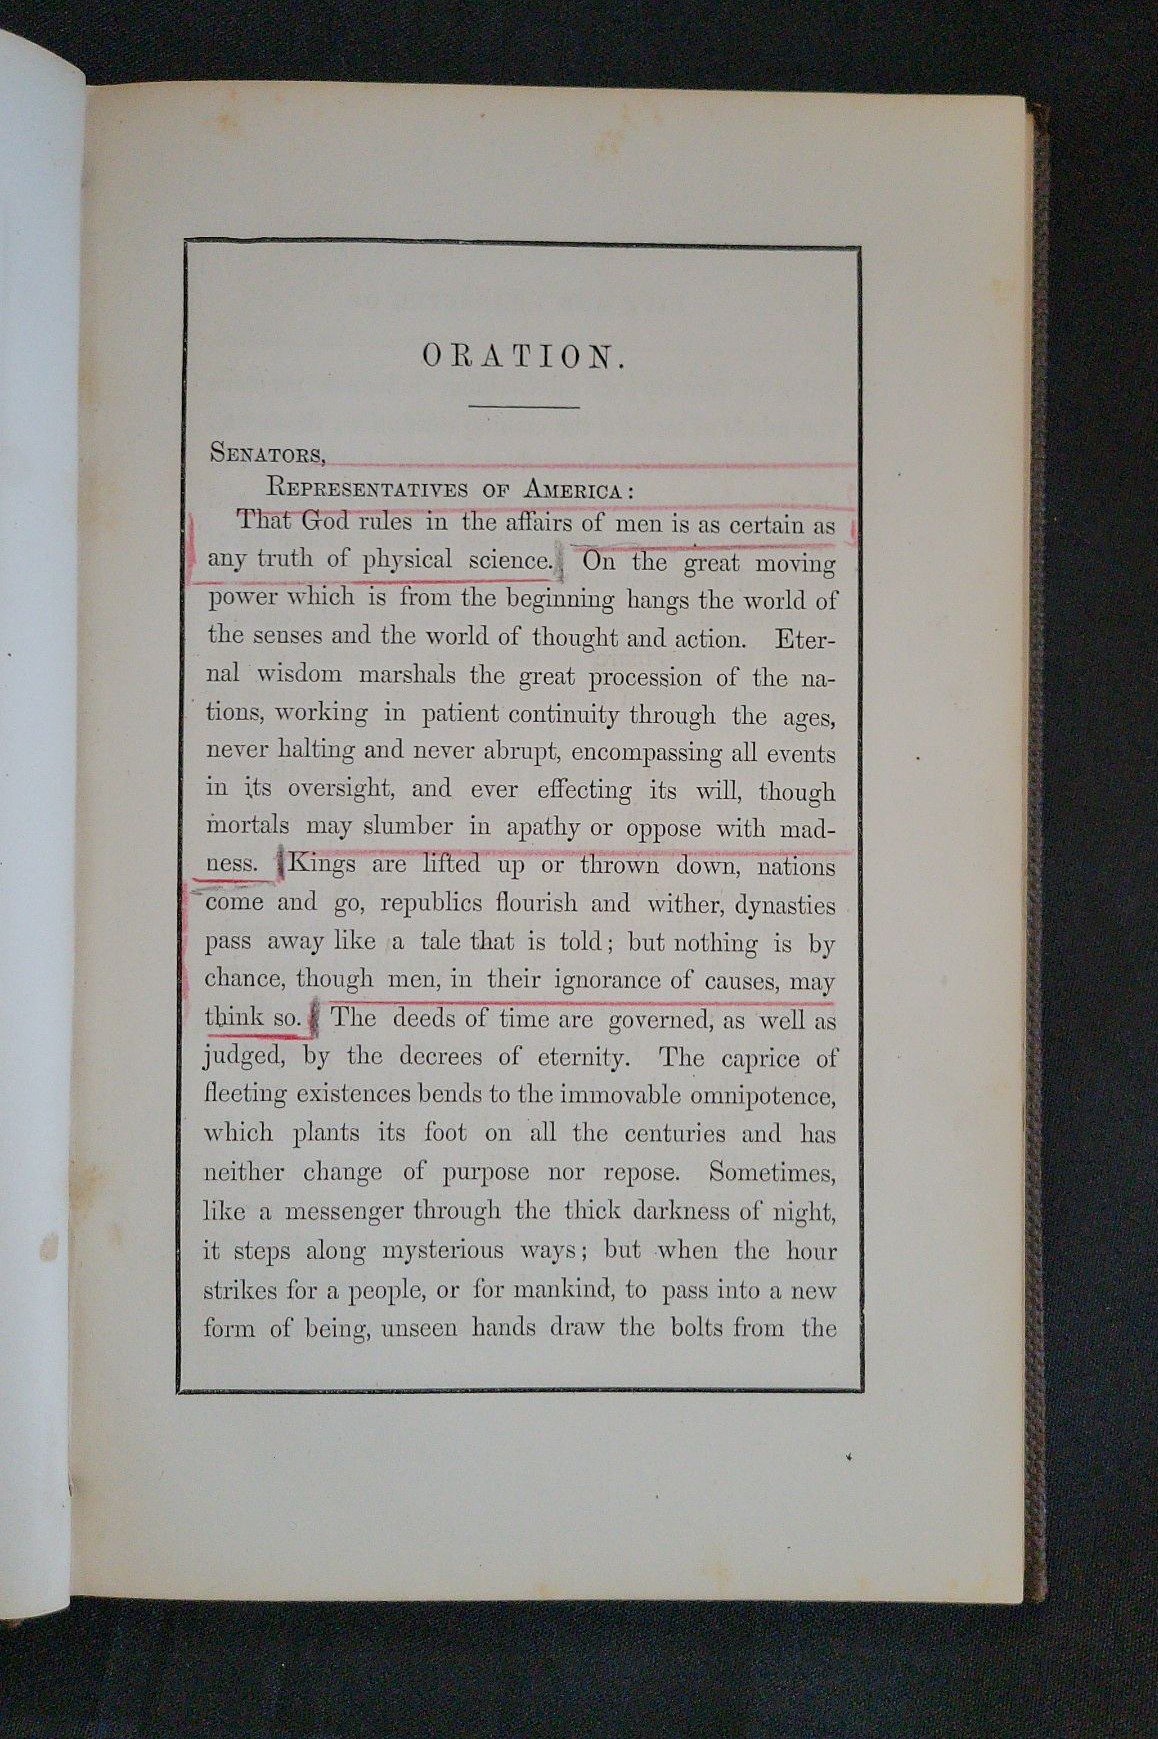 ORATION.
SENATORS,
REPRESENTATIVES OF AMERICA:
That God rules in the affairs of men is as certain as
any truth of physical science. On the great moving
power which is from the beginning hangs the world of
the senses and the world of thought and action. Eter-
nal wisdom marshals the great procession of the na-
tions, working in patient continuity through the ages,
never halting and never abrupt, encompassing all events
in its oversight, and ever effecting its will, though
mortals may slumber in apathy or oppose with mad-
ness. Kings are lifted up or thrown down, nations
come and go, republics flourish and wither, dynasties
pass away like a tale that is told; but nothing is by
chance, though men, in their ignorance of causes, may
think so. The deeds of time are governed, as well as
judged, by the decrees of eternity. The caprice of
fleeting existences bends to the immovable omnipotence,
which plants its foot on all the centuries and has
neither change of purpose nor repose. Sometimes,
like a messenger through the thick darkness of night,
it steps along mysterious ways; but when the hour
strikes for a people, or for mankind, to pass into a new
form of being, unseen hands draw the bolts from the